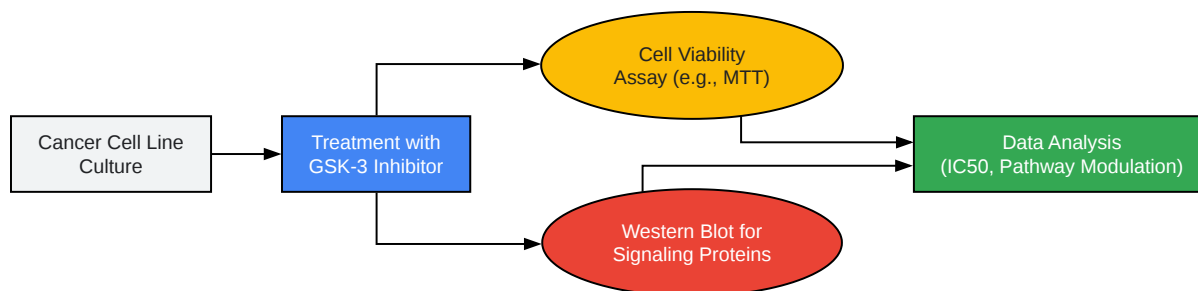 Cancer Cell Line
Culture
Treatment with
GSK-3 Inhibitor
Cell Viability
Assay (e.g., MTT)
Western Blot for
Signaling Proteins
Data Analysis
(IC50, Pathway Modulation)